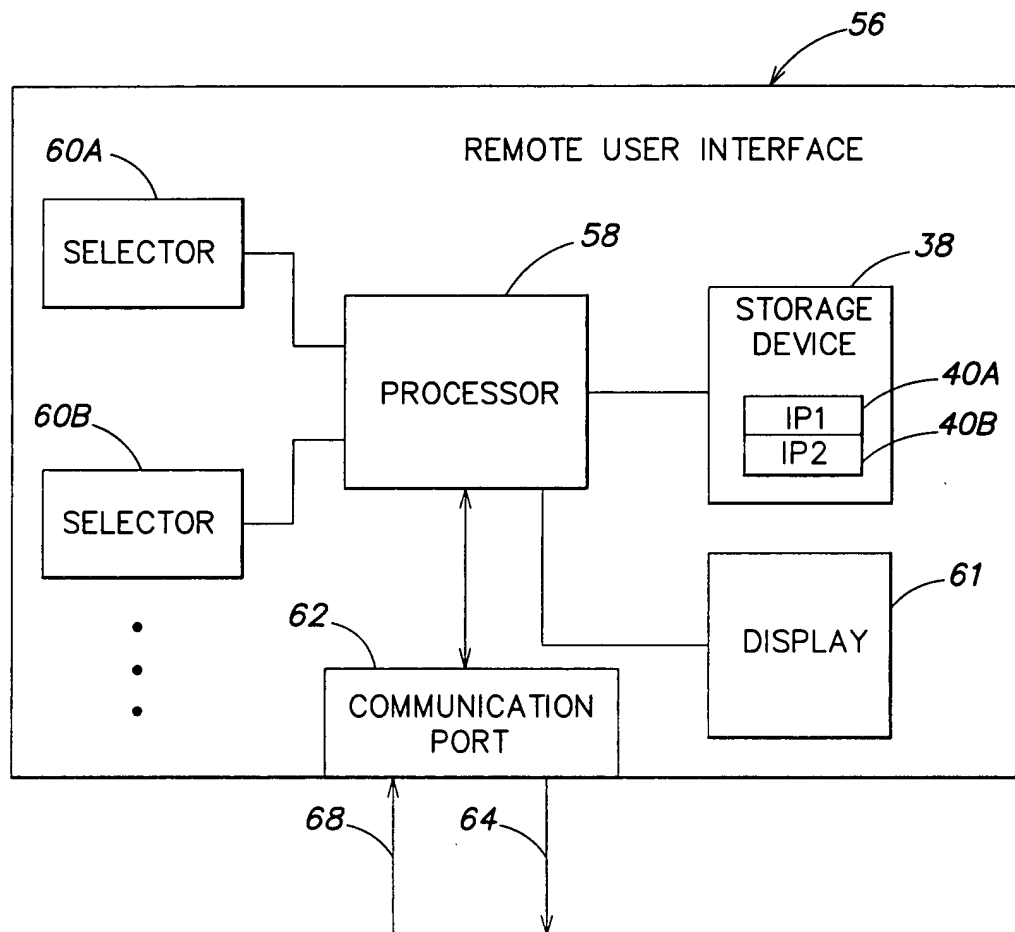 56
REMOTE USER INTERFACE
60A
SELECTOR
58
PROCESSOR
38
STORAGE
DEVICE
40A
IP1
40B
IP2
60B
SELECTOR
61
DISPLAY
62
COMMUNICATION
PORT
68
64